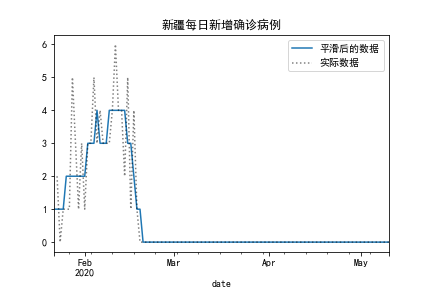 新疆每日新增确诊病例
平滑后的数据
实际数据
6
5
4
3
2
1
0
Feb
2020
Mar
Apr
May
date